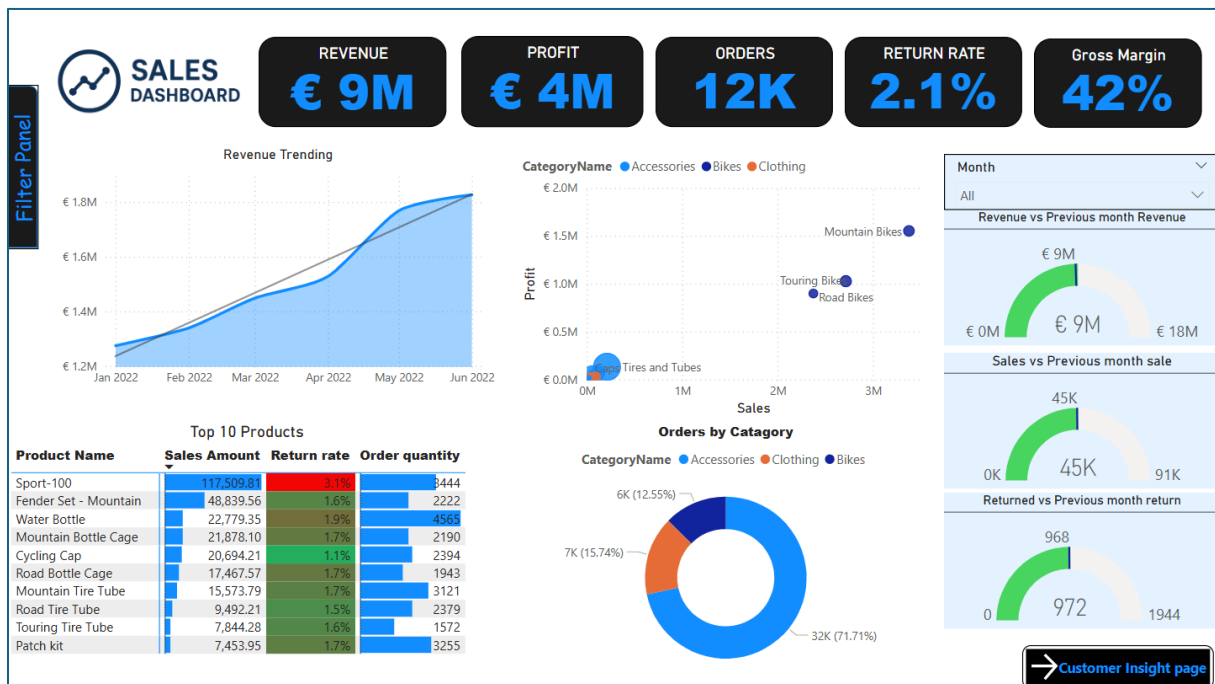 SALES
DASHBOARD
REVENUE
€ 9M
PROFIT
€ 4M
ORDERS
12K
RETURN RATE
2.1%
Gross Margin
42%
Filter Panel
Revenue Trending
€ 1.8M
€ 1.6M
€ 1.4M
€ 1.2M
Jan 2022 Feb 2022 Mar 2022 Apr 2022 May 2022 Jun 2022
CategoryName Accessories Bikes Clothing
€ 2.0M
€ 1.5M
€ 1.0M
€ 0.5M
€ 0.0M
Profit
Mountain Bikes
Touring Bikes
Road Bikes
Caps Tires and Tubes
0M 1M 2M 3M
Sales
Month
All
Revenue vs Previous month Revenue
€ 9M
€ 0M € 9M € 18M
Sales vs Previous month sale
45K
0K 45K 91K
Returned vs Previous month return
968
0 972 1944
Top 10 Products
Product Name Sales Amount Return rate Order quantity
Sport-100 117,509.81 3.1% 3444
Fender Set - Mountain 48,839.56 1.6% 2222
Water Bottle 22,779.35 1.9% 4565
Mountain Bottle Cage 21,878.10 1.7% 2190
Cycling Cap 20,694.21 1.1% 2394
Road Bottle Cage 17,467.57 1.7% 1943
Mountain Tire Tube 15,573.79 1.7% 3121
Road Tire Tube 9,492.21 1.5% 2379
Touring Tire Tube 7,844.28 1.6% 1572
Patch kit 7,453.95 1.7% 3255
Orders by Catagory
CategoryName Accessories Clothing Bikes
6K (12.55%)
7K (15.74%)
32K (71.71%)
Customer Insight page